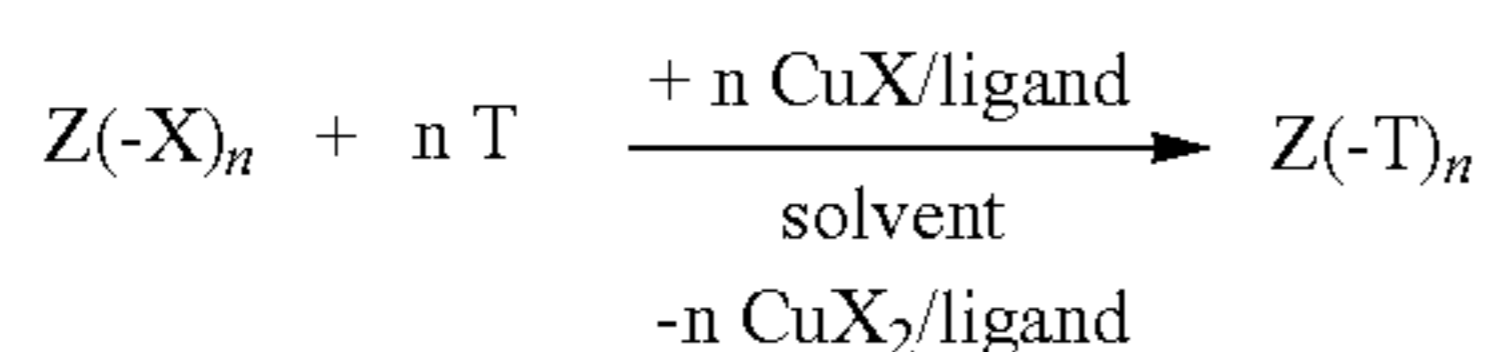 + n CuX/ligand
Z(-X)n + n T Z(-T)n
solvent
-n CuX2/ligand